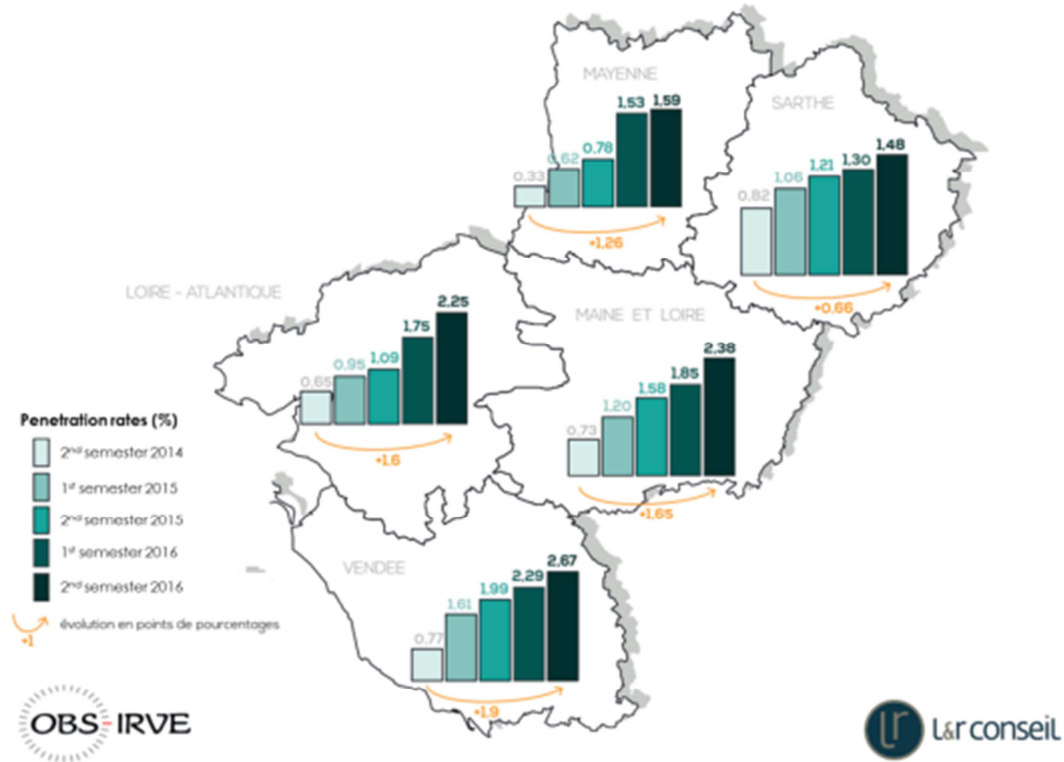 MAYENNE
0.33
0.62
0.78
1,53
1,59
+1,26
SARTHE
0,82
1,06
1,21
1,30
1,48
+0,66
LOIRE - ATLANTIQUE
0,65
0,95
1,09
1,75
2,25
+1,6
MAINE ET LOIRE
0,73
1,20
1,58
1,85
2,38
+1,65
VENDEE
0,77
1,61
1,99
2,29
2,67
+1,9
Penetration rates (%)
2nd semester 2014
1st semester 2015
2nd semester 2015
1st semester 2016
2nd semester 2016
+1
évolution en points de pourcentages
OBS-IRVE
lr
L&r conseil